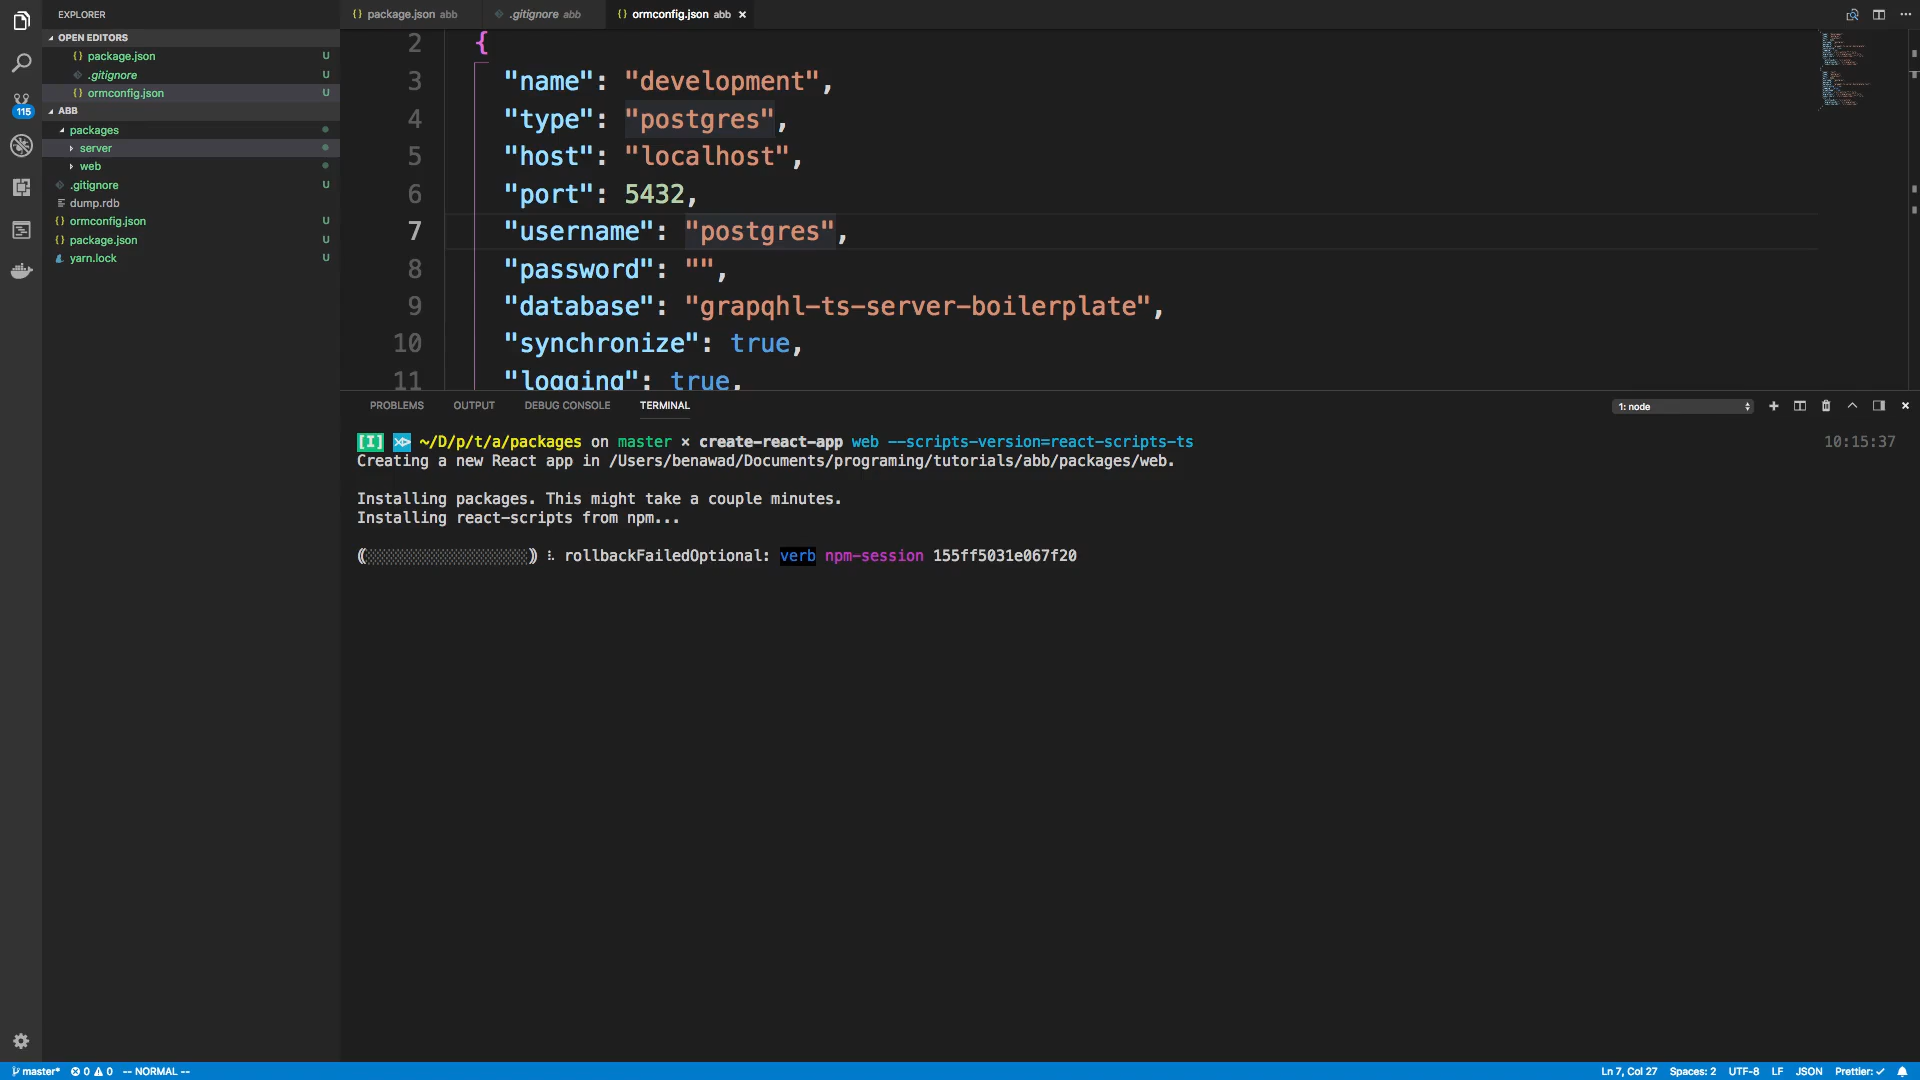 EXPLORER
OPEN EDITORS
package.json U
.gitignore U
ormconfig.json U
115
ABB
packages
server
web
.gitignore U
dump.rdb
ormconfig.json U
package.json U
yarn.lock U
package.json abb
.gitignore abb
ormconfig.json abb ×
2 {
3 "name": "development",
4 "type": "postgres",
5 "host": "localhost",
6 "port": 5432,
7 "username": "postgres",
8 "password": "",
9 "database": "grapqhl-ts-server-boilerplate",
10 "synchronize": true,
11 "logging": true,
PROBLEMS OUTPUT DEBUG CONSOLE TERMINAL 1: node
[I] ~/D/p/t/a/packages on master × create-react-app web --scripts-version=react-scripts-ts 10:15:37
Creating a new React app in /Users/benawad/Documents/programing/tutorials/abb/packages/web.
Installing packages. This might take a couple minutes.
Installing react-scripts from npm...
rollbackFailedOptional: verb npm-session 155ff5031e067f20
master* 0 0 -- NORMAL -- Ln 7, Col 27 Spaces: 2 UTF-8 LF JSON Prettier: ✓